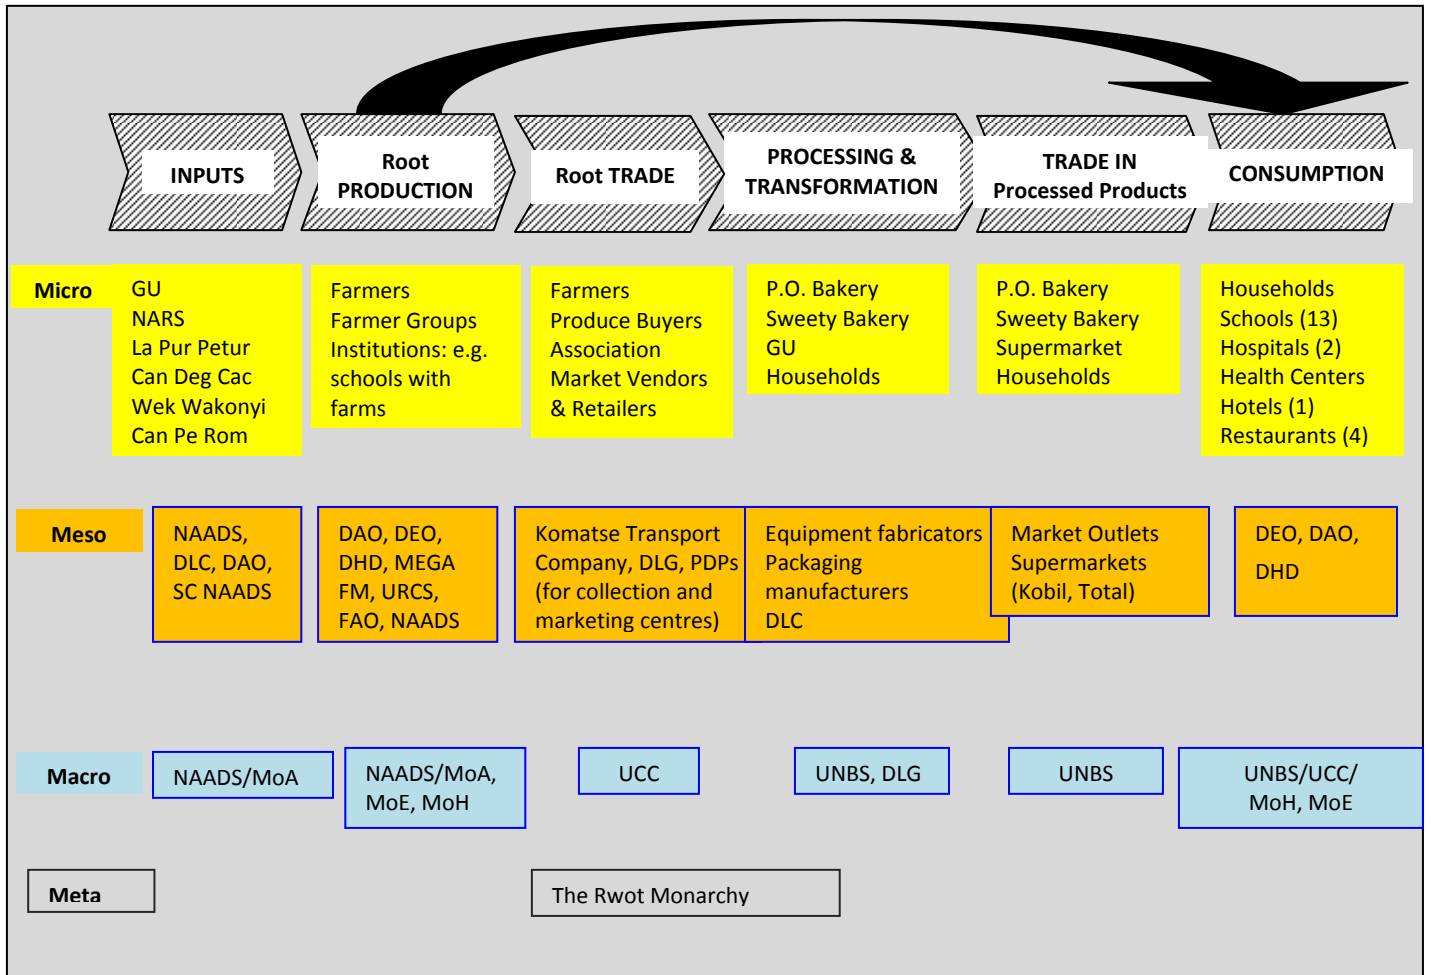 INPUTS
Root
PRODUCTION
Root TRADE
PROCESSING &
TRANSFORMATION
TRADE IN
Processed Products
CONSUMPTION
Micro
GU
NARS
La Pur Petur
Can Deg Cac
Wek Wakonyi
Can Pe Rom
Farmers
Farmer Groups
Institutions: e.g.
schools with
farms
Farmers
Produce Buyers
Association
Market Vendors
& Retailers
P.O. Bakery
Sweety Bakery
GU
Households
P.O. Bakery
Sweety Bakery
Supermarket
Households
Households
Schools (13)
Hospitals (2)
Health Centers
Hotels (1)
Restaurants (4)
Meso
NAADS,
DLC, DAO,
SC NAADS
DAO, DEO,
DHD, MEGA
FM, URCS,
FAO, NAADS
Komatse Transport
Company, DLG, PDPs
(for collection and
marketing centres)
Equipment fabricators
Packaging
manufacturers
DLC
Market Outlets
Supermarkets
(Kobil, Total)
DEO, DAO,
DHD
Macro
NAADS/MoA
NAADS/MoA,
MoE, MoH
UCC
UNBS, DLG
UNBS
UNBS/UCC/
MoH, MoE
Meta
The Rwot Monarchy